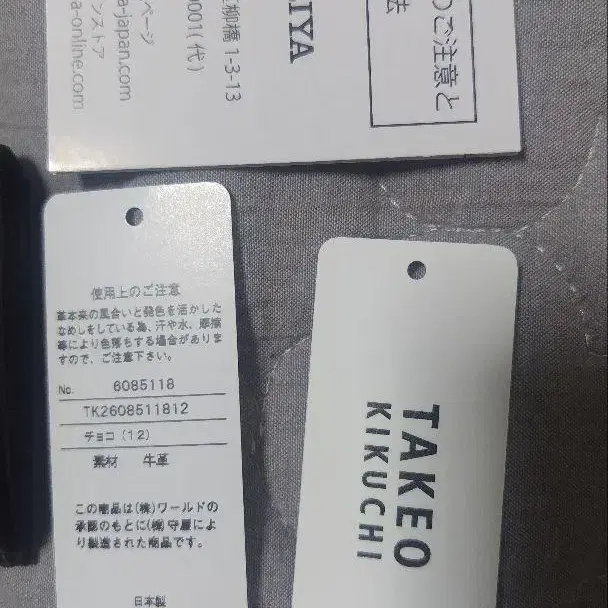 のご注意と
法
IYA
柳橋1-3-13
0001(代)
ページ
a-japan.com
ンストア
a-online.com
使用上のご注意
革本来の風合いと発色を活かした
なめしをしている為、汗や水、摩擦
等により色落ちする場合がありま
すので、ご注意下さい。
No. 6085118
TK2608511812
チョコ(12)
素材 牛革
この商品は(株)ワールドの
承認のもとに(株)守屋によ
り製造された商品です。
日本製
TAKEO
KIKUCHI